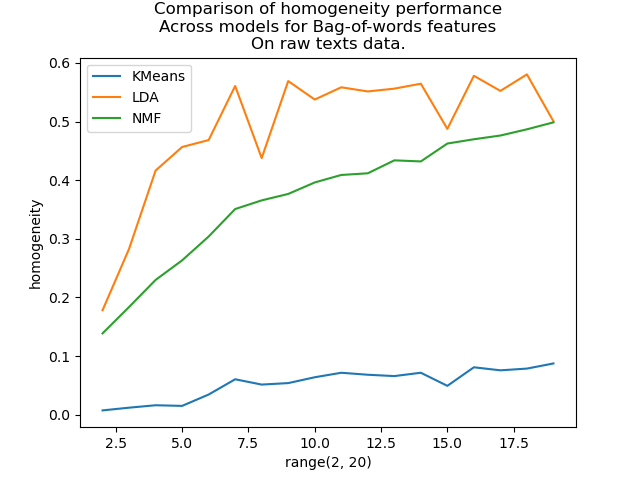 Comparison of homogeneity performance
Across models for Bag-of-words features
On raw texts data.
KMeans
LDA
NMF
homogeneity
0.6
0.5
0.4
0.3
0.2
0.1
0.0
2.5 5.0 7.5 10.0 12.5 15.0 17.5
range(2, 20)